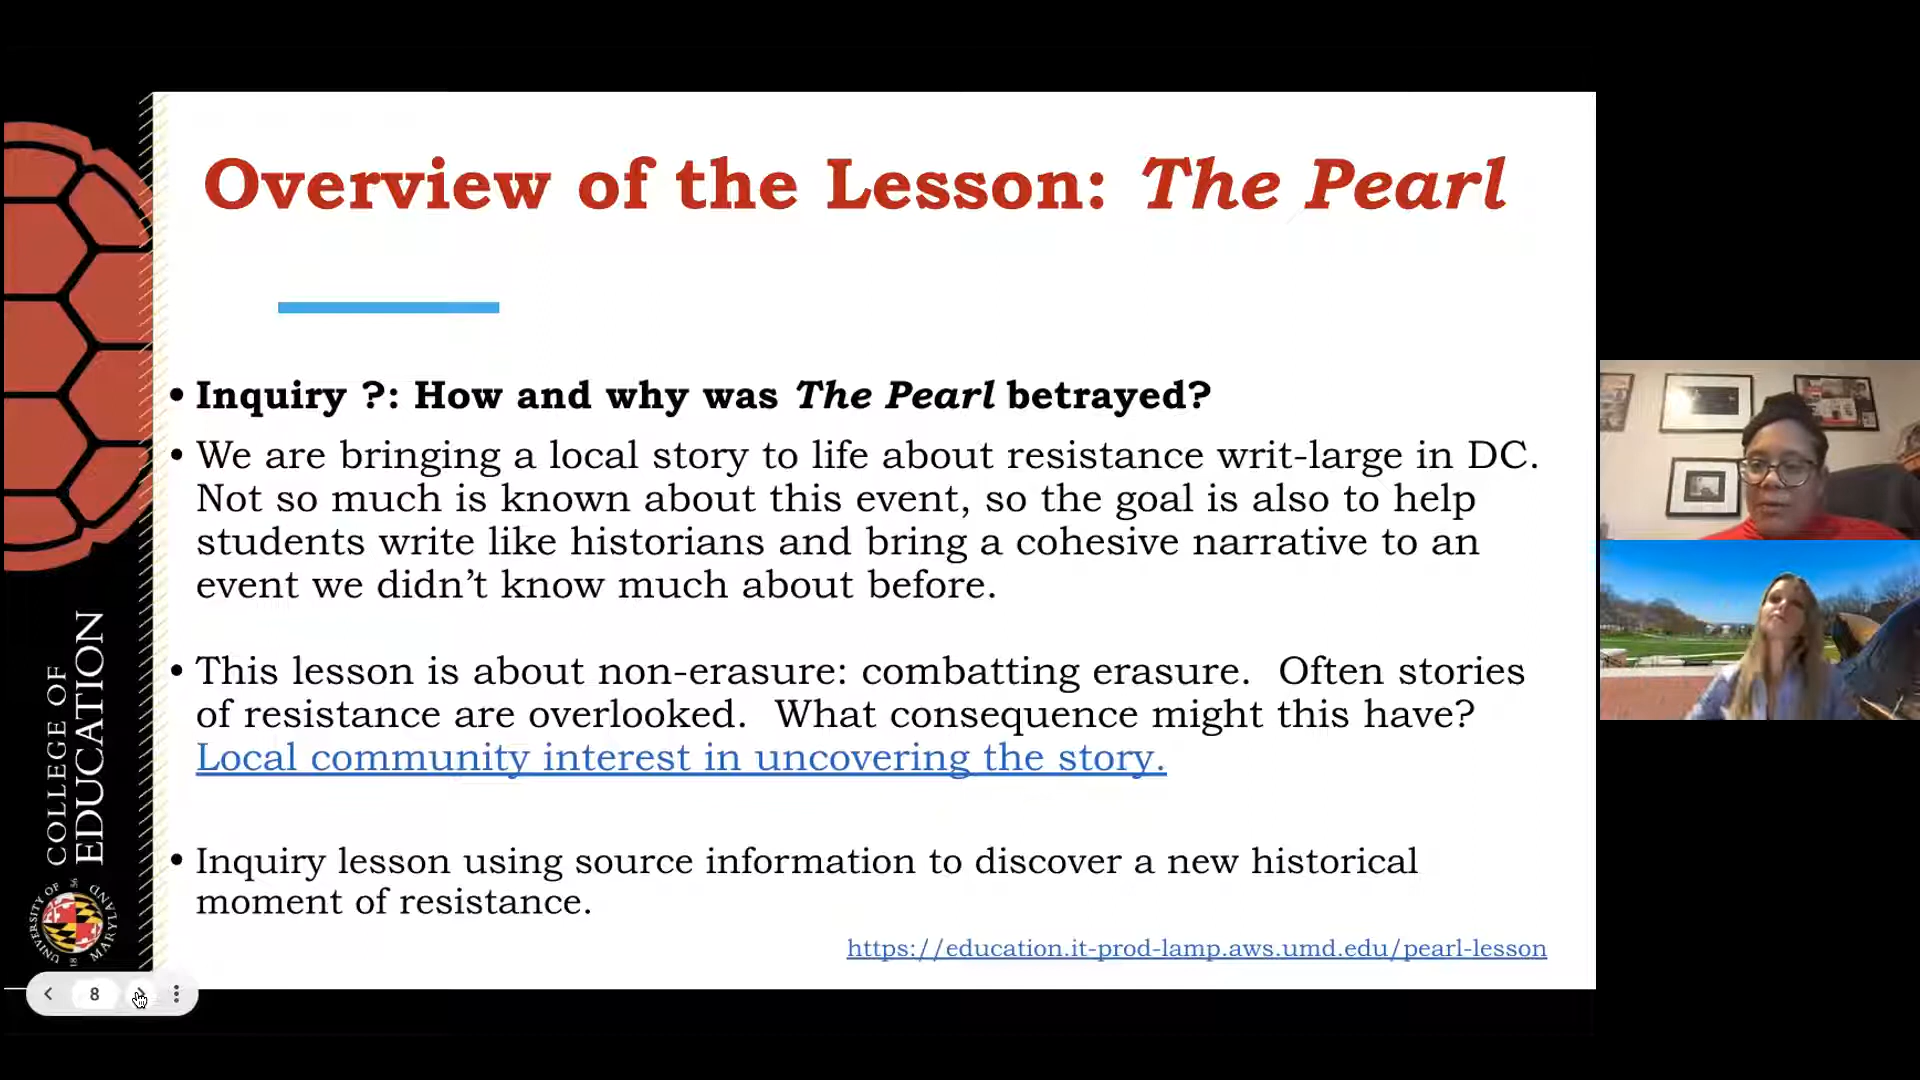 Overview of the Lesson: The Pearl
• Inquiry ?: How and why was The Pearl betrayed?
• We are bringing a local story to life about resistance writ-large in DC.
Not so much is known about this event, so the goal is also to help
students write like historians and bring a cohesive narrative to an
event we didn’t know much about before.
• This lesson is about non-erasure: combatting erasure.  Often stories
of resistance are overlooked.  What consequence might this have?
Local community interest in uncovering the story.
• Inquiry lesson using source information to discover a new historical
moment of resistance.
https://education.it-prod-lamp.aws.umd.edu/pearl-lesson
COLLEGE OF
EDUCATION
UNIVERSITY OF MARYLAND
18 56
8